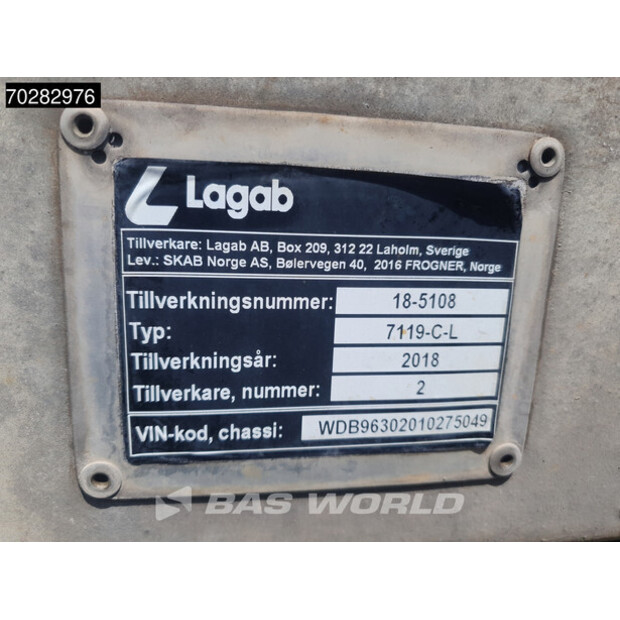 70282976
Lagab
Tillverkare: Lagab AB, Box 209, 312 22 Laholm, Sverige
Lev.: SKAB Norge AS, Bølervegen 40, 2016 FROGNER, Norge
Tillverkningsnummer: 18-5108
Typ: 7119-C-L
Tillverkningsår: 2018
Tillverkare, nummer: 2
VIN-kod, chassi: WDB96302010275049
BAS WORLD